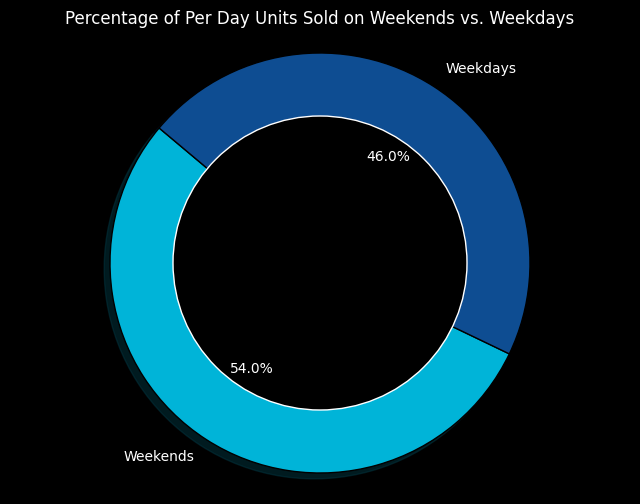 Percentage of Per Day Units Sold on Weekends vs. Weekdays
Weekdays
46.0%
54.0%
Weekends